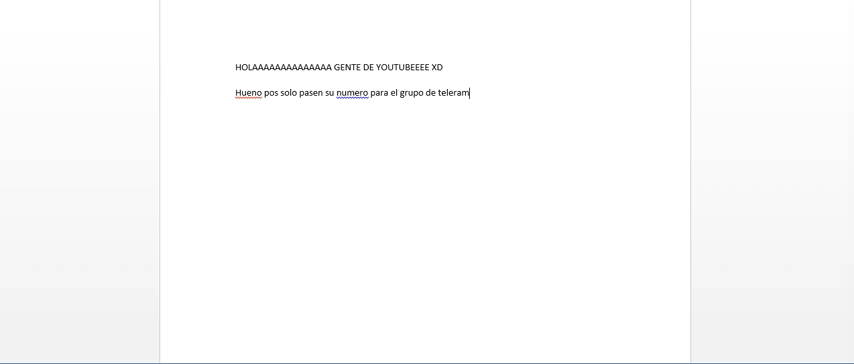 HOLAAAAAAAAAAAAAA GENTE DE YOUTUBEEEE XD
Hueno pos solo pasen su numero para el grupo de teleram